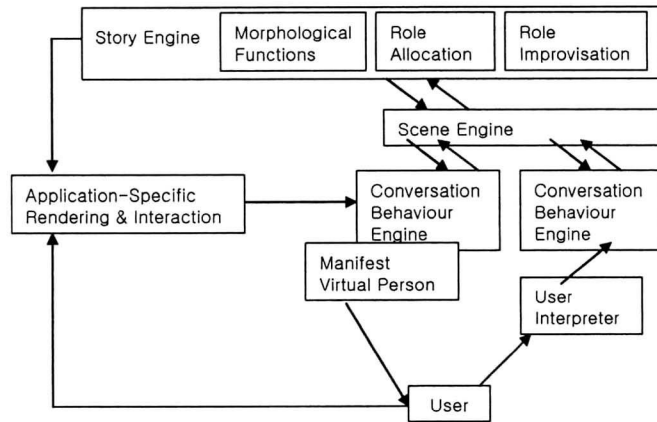 Story Engine
Morphological
Functions
Role
Allocation
Role
Improvisation
Scene Engine
Application-Specific
Rendering & Interaction
Conversation
Behaviour
Engine
Conversation
Behaviour
Engine
Manifest
Virtual Person
User
Interpreter
User